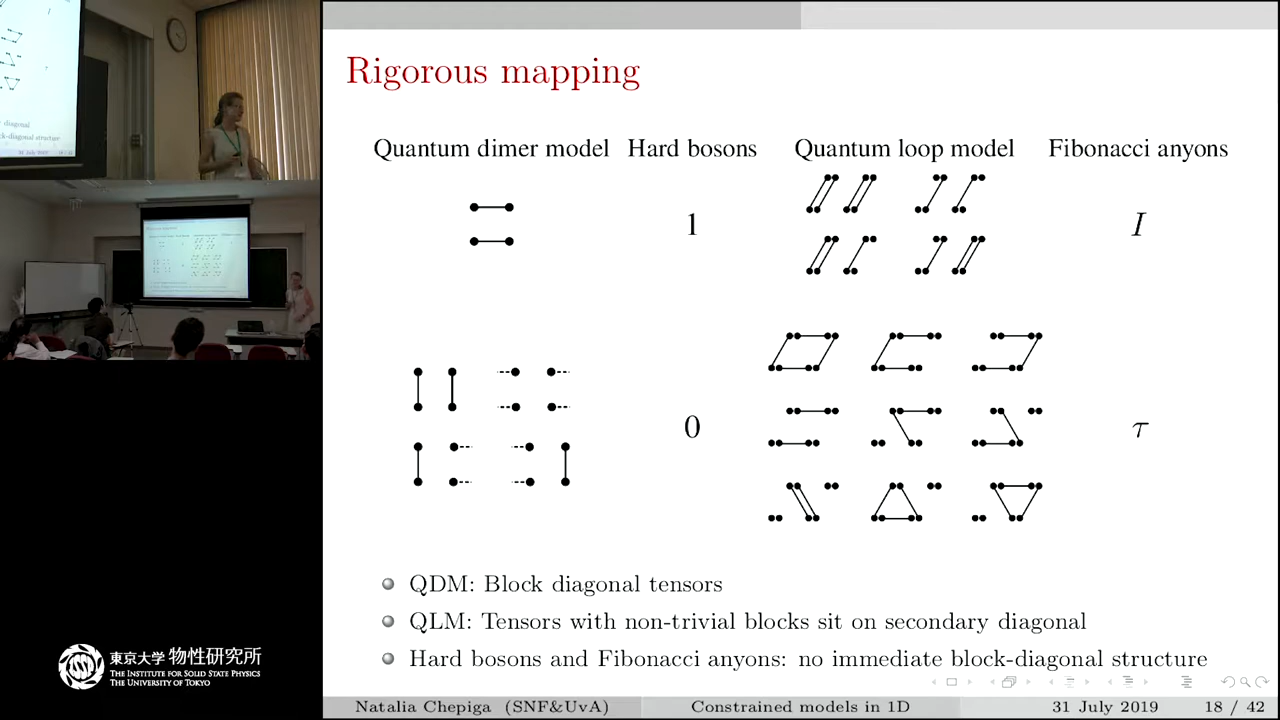 Rigorous mapping
Quantum dimer model Hard bosons Quantum loop model Fibonacci anyons
1 I
0 τ
QDM: Block diagonal tensors
QLM: Tensors with non-trivial blocks sit on secondary diagonal
Hard bosons and Fibonacci anyons: no immediate block-diagonal structure
Natalia Chepiga (SNF&UvA) Constrained models in 1D 31 July 2019 18 / 42
東京大学 物性研究所
THE INSTITUTE FOR SOLID STATE PHYSICS
THE UNIVERSITY OF TOKYO